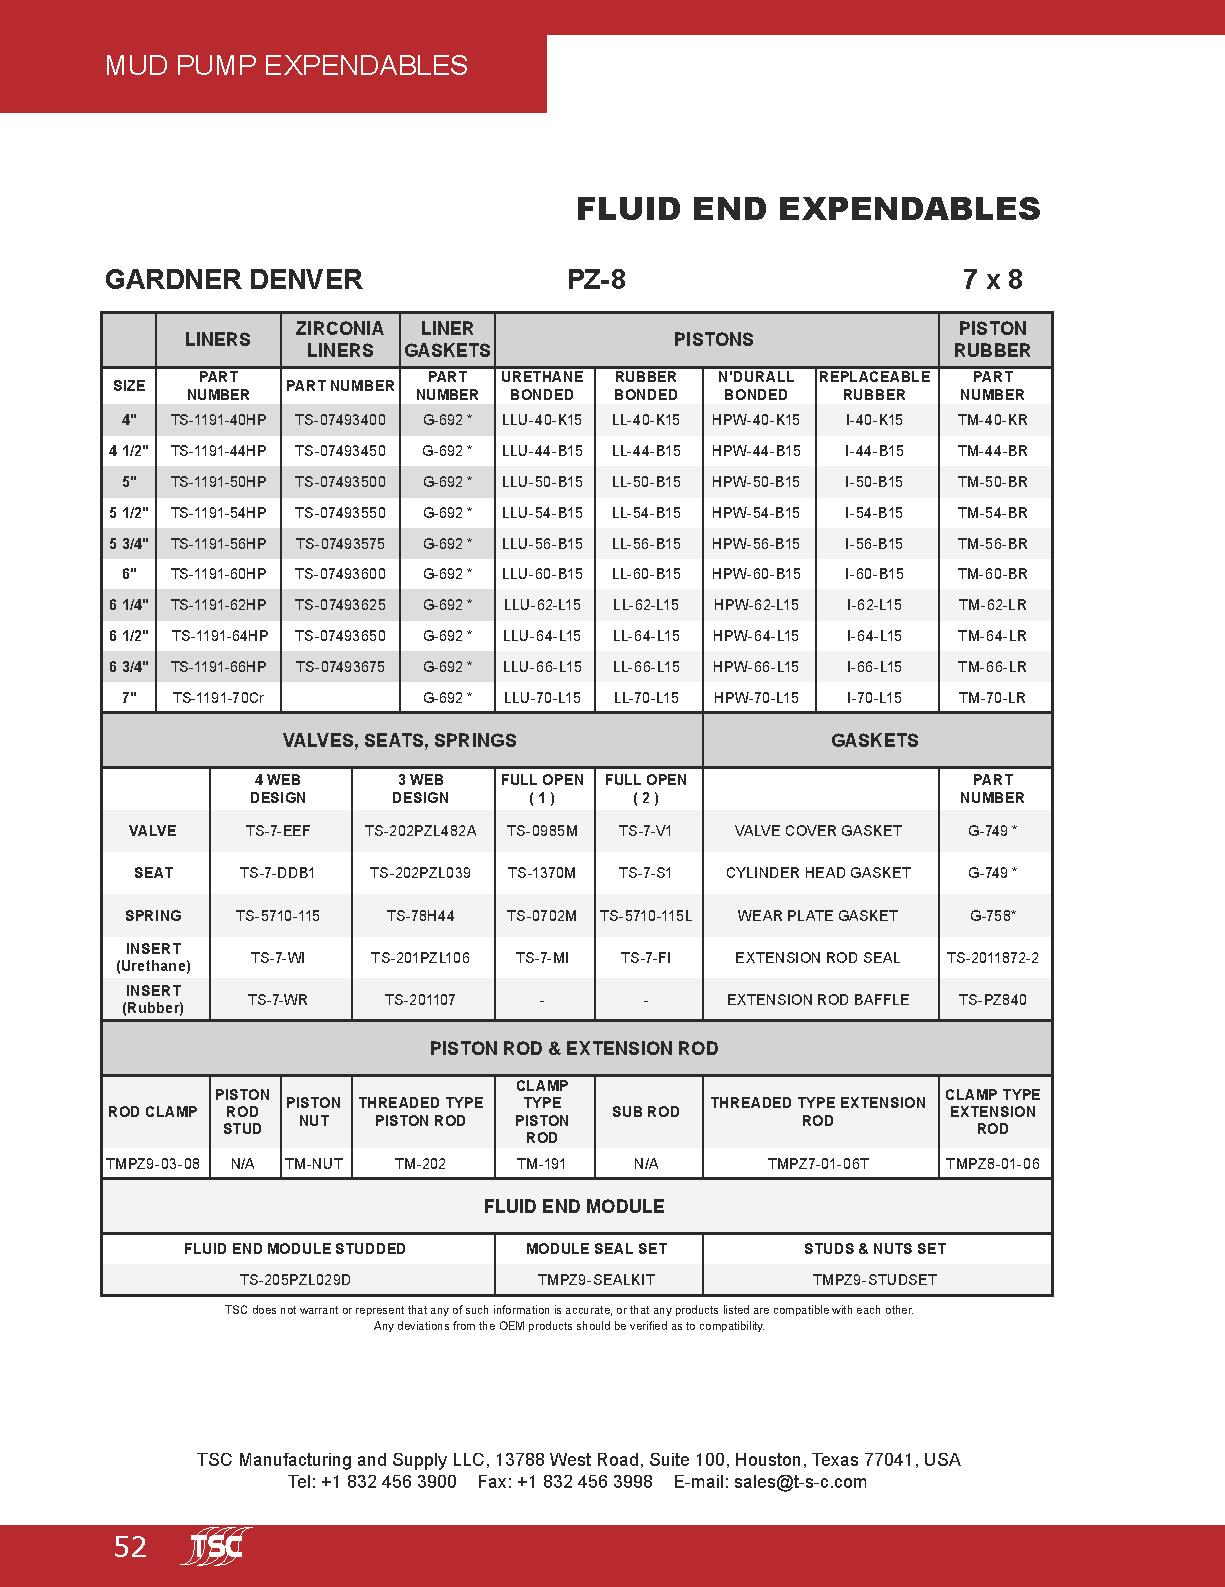 MUD PUMP EXPENDABLES
FLUID END EXPENDABLES
GARDNER DENVER PZ-8 7 x 8
LINERS ZIRCONIA LINERS LINER GASKETS PISTONS PISTON RUBBER
SIZE PART NUMBER PART NUMBER PART NUMBER URETHANE BONDED RUBBER BONDED N'DURALL BONDED REPLACEABLE RUBBER PART NUMBER
4" TS-1191-40HP TS-07493400 G-692 * LLU-40-K15 LL-40-K15 HPW-40-K15 I-40-K15 TM-40-KR
4 1/2" TS-1191-44HP TS-07493450 G-692 * LLU-44-B15 LL-44-B15 HPW-44-B15 I-44-B15 TM-44-BR
5" TS-1191-50HP TS-07493500 G-692 * LLU-50-B15 LL-50-B15 HPW-50-B15 I-50-B15 TM-50-BR
5 1/2" TS-1191-54HP TS-07493550 G-692 * LLU-54-B15 LL-54-B15 HPW-54-B15 I-54-B15 TM-54-BR
5 3/4" TS-1191-56HP TS-07493575 G-692 * LLU-56-B15 LL-56-B15 HPW-56-B15 I-56-B15 TM-56-BR
6" TS-1191-60HP TS-07493600 G-692 * LLU-60-B15 LL-60-B15 HPW-60-B15 I-60-B15 TM-60-BR
6 1/4" TS-1191-62HP TS-07493625 G-692 * LLU-62-L15 LL-62-L15 HPW-62-L15 I-62-L15 TM-62-LR
6 1/2" TS-1191-64HP TS-07493650 G-692 * LLU-64-L15 LL-64-L15 HPW-64-L15 I-64-L15 TM-64-LR
6 3/4" TS-1191-66HP TS-07493675 G-692 * LLU-66-L15 LL-66-L15 HPW-66-L15 I-66-L15 TM-66-LR
7" TS-1191-70Cr G-692 * LLU-70-L15 LL-70-L15 HPW-70-L15 I-70-L15 TM-70-LR
VALVES, SEATS, SPRINGS GASKETS
4 WEB DESIGN 3 WEB DESIGN FULL OPEN ( 1 ) FULL OPEN ( 2 ) PART NUMBER
VALVE TS-7-EEF TS-202PZL482A TS-0985M TS-7-V1 VALVE COVER GASKET G-749 *
SEAT TS-7-DDB1 TS-202PZL039 TS-1370M TS-7-S1 CYLINDER HEAD GASKET G-749 *
SPRING TS-5710-115 TS-78H44 TS-0702M TS-5710-115L WEAR PLATE GASKET G-758*
INSERT (Urethane) TS-7-WI TS-201PZL106 TS-7-MI TS-7-FI EXTENSION ROD SEAL TS-2011872-2
INSERT (Rubber) TS-7-WR TS-201107 - - EXTENSION ROD BAFFLE TS-PZ840
PISTON ROD & EXTENSION ROD
ROD CLAMP PISTON ROD STUD PISTON NUT THREADED TYPE PISTON ROD CLAMP TYPE PISTON ROD SUB ROD THREADED TYPE EXTENSION ROD CLAMP TYPE EXTENSION ROD
TMPZ9-03-08 N/A TM-NUT TM-202 TM-191 N/A TMPZ7-01-06T TMPZ8-01-06
FLUID END MODULE
FLUID END MODULE STUDDED MODULE SEAL SET STUDS & NUTS SET
TS-205PZL029D TMPZ9-SEALKIT TMPZ9-STUDSET
TSC does not warrant or represent that any of such information is accurate, or that any products listed are compatible with each other.
Any deviations from the OEM products should be verified as to compatibility.
TSC Manufacturing and Supply LLC, 13788 West Road, Suite 100, Houston, Texas 77041, USA
Tel: +1 832 456 3900 Fax: +1 832 456 3998 E-mail: sales@t-s-c.com
52 TSC